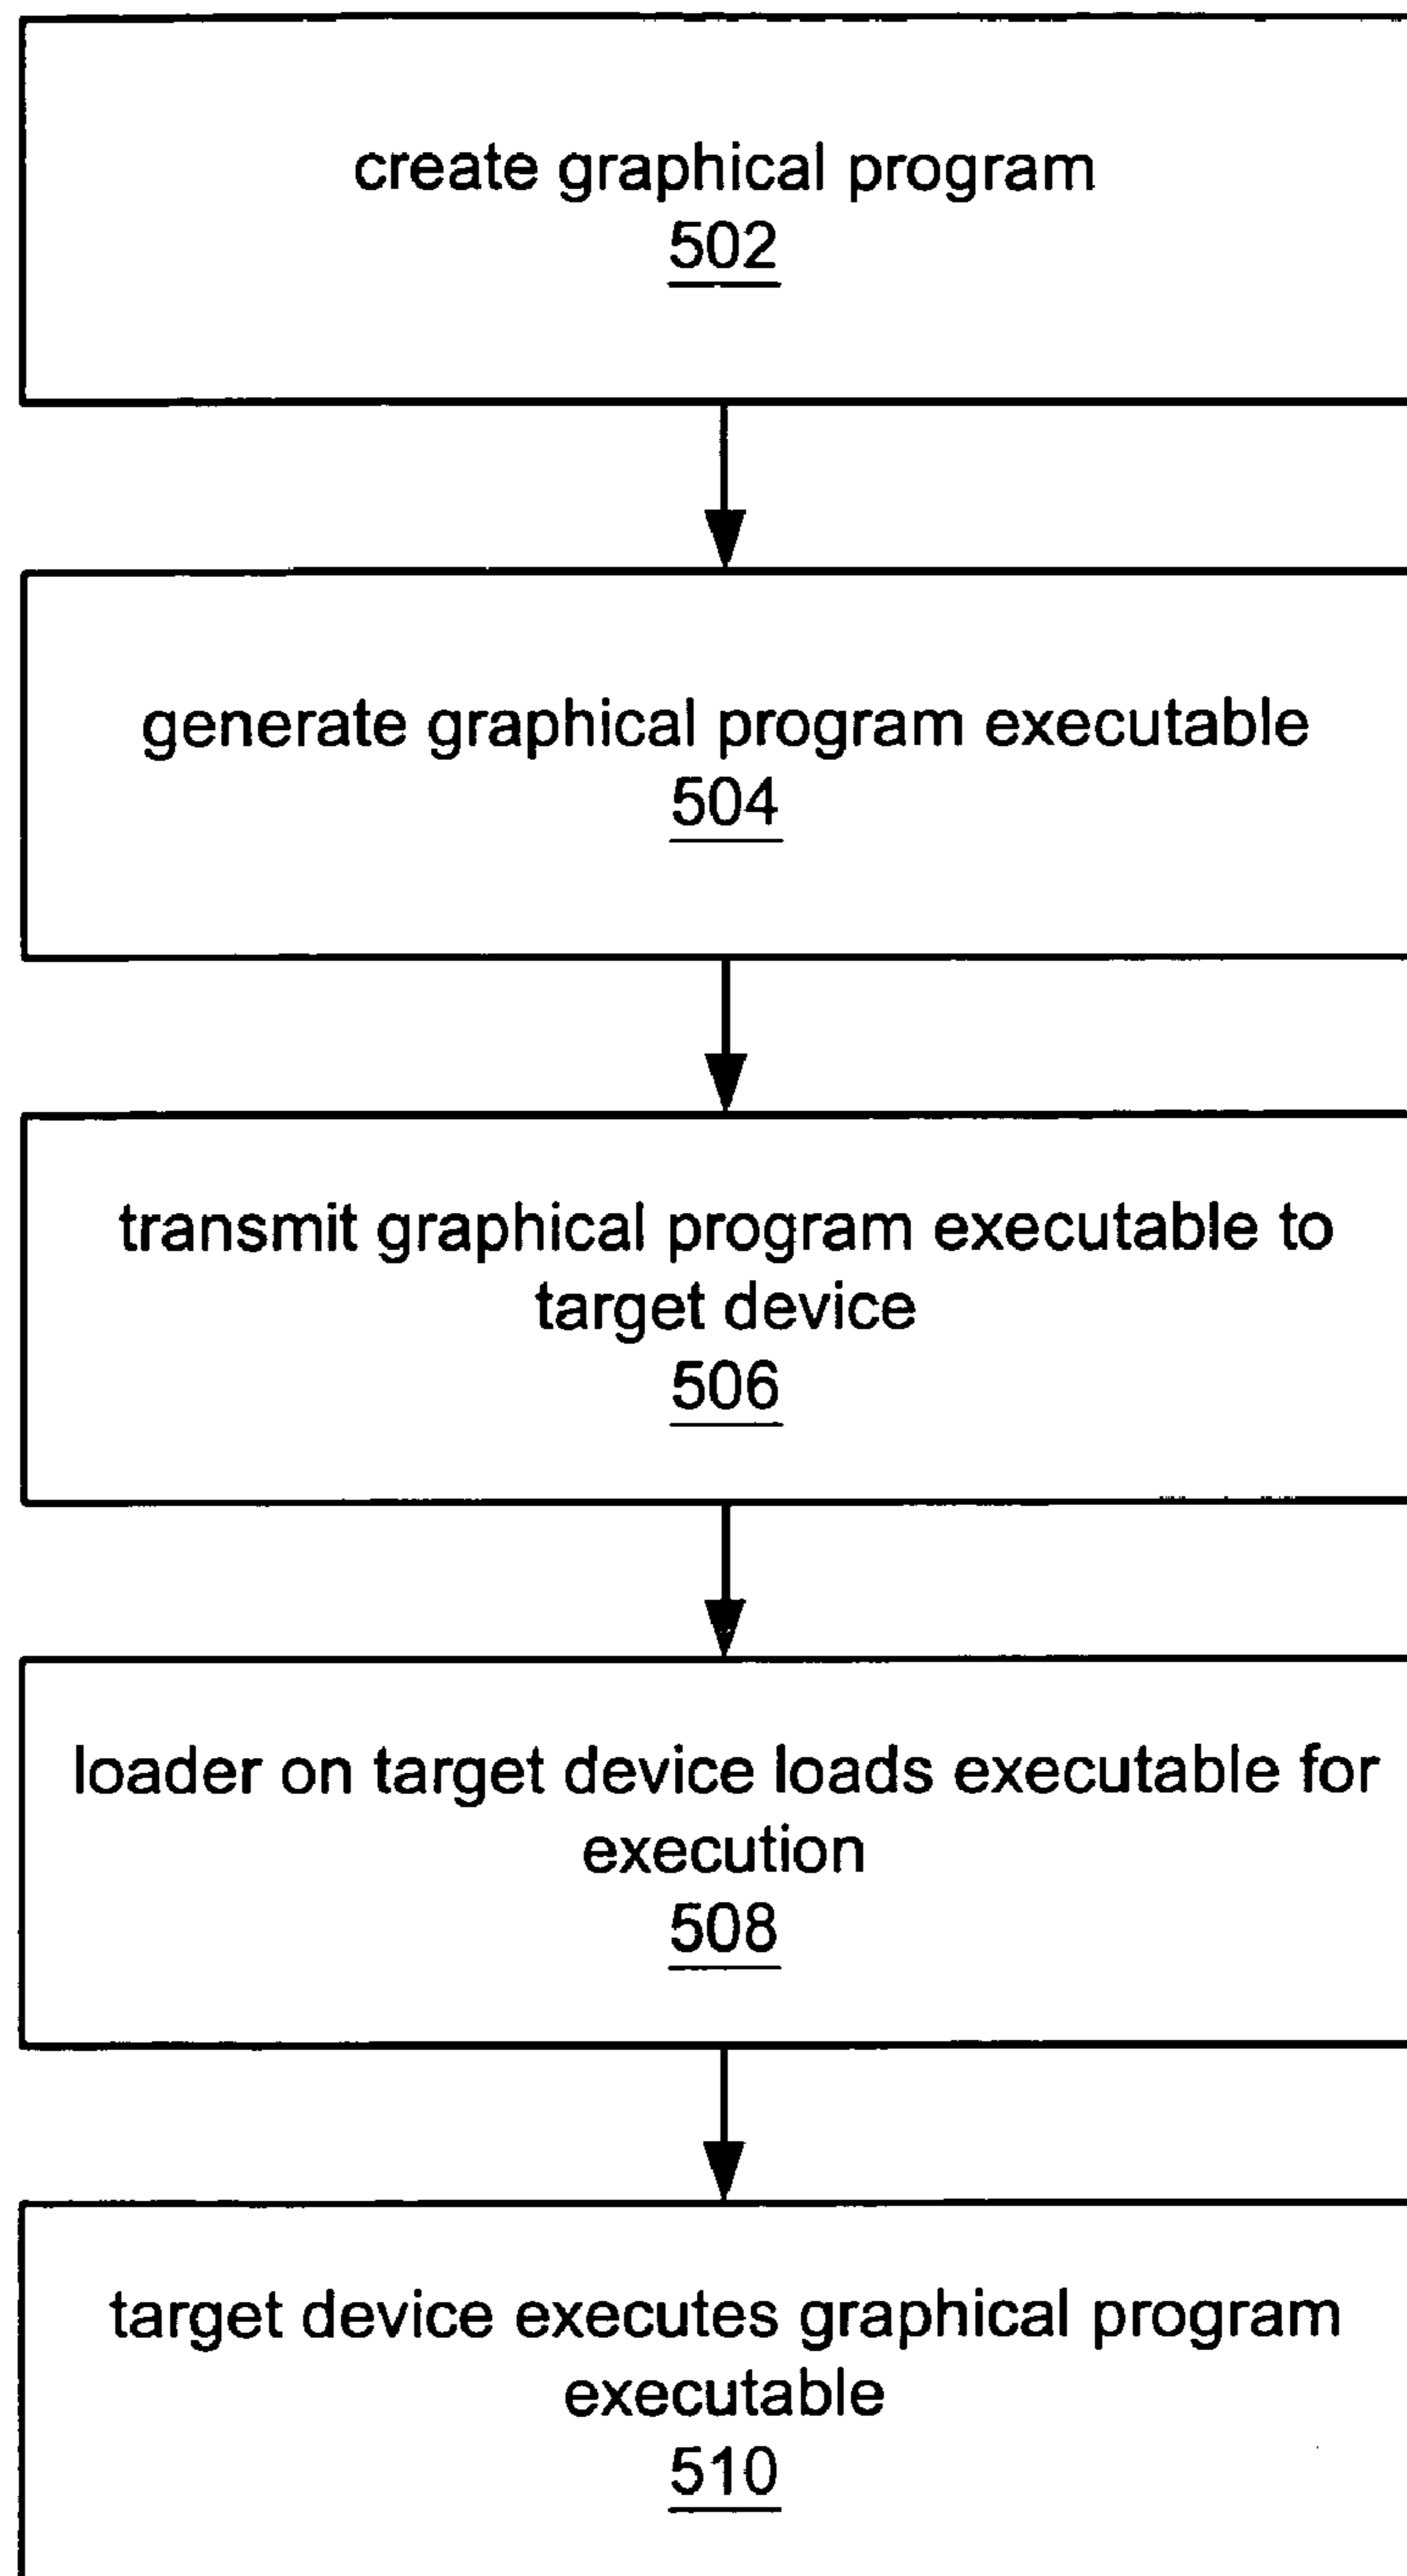 create graphical program
502
generate graphical program executable
504
transmit graphical program executable to
target device
506
loader on target device loads executable for
execution
508
target device executes graphical program
executable
510